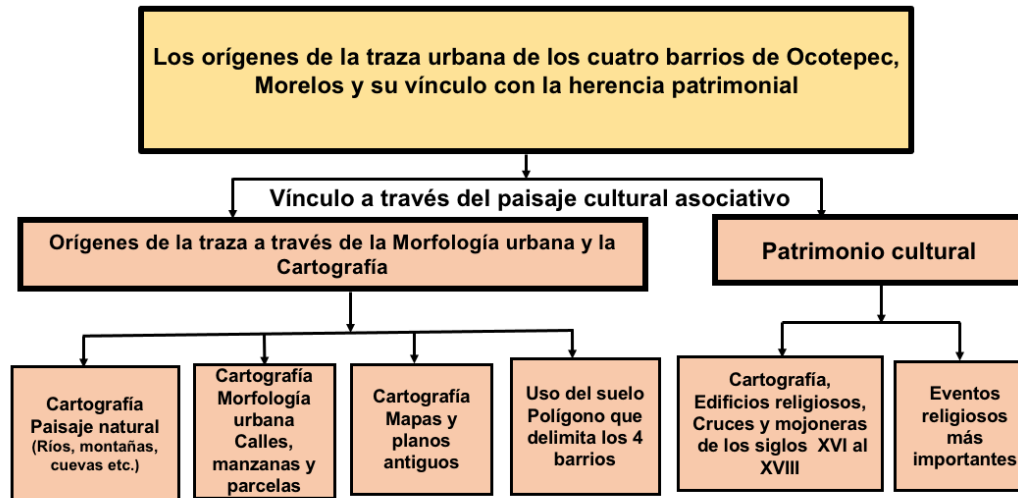 Los orígenes de la traza urbana de los cuatro barrios de Ocotepec,
Morelos y su vínculo con la herencia patrimonial
Vínculo a través del paisaje cultural asociativo
Orígenes de la traza a través de la Morfología urbana y la
Cartografía
Patrimonio cultural
Cartografía
Paisaje natural
(Ríos, montañas,
cuevas etc.)
Cartografía
Morfología
urbana
Calles,
manzanas y
parcelas
Cartografía
Mapas y
planos
antiguos
Uso del suelo
Polígono que
delimita los 4
barrios
Cartografía,
Edificios religiosos,
Cruces y mojoneras
de los siglos XVI al
XVIII
Eventos
religiosos
más
importantes